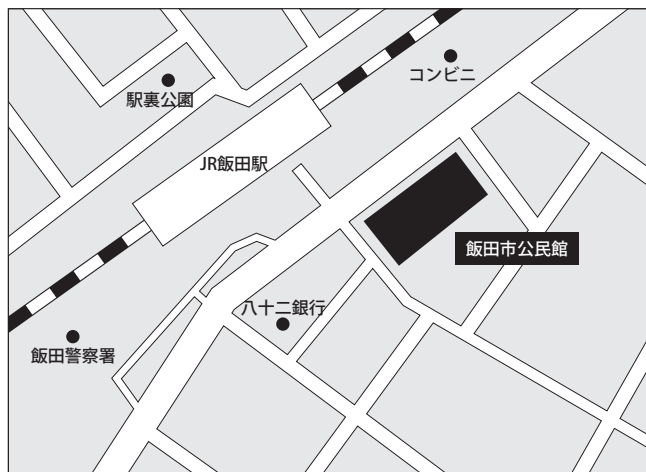 コンビニ
駅裏公園
JR飯田駅
飯田市公民館
八十二銀行
飯田警察署